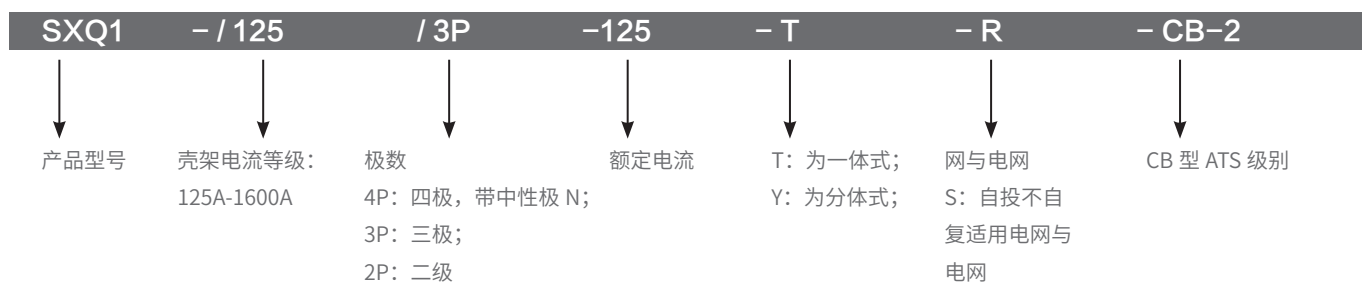 SXQ1 -/125 /3P -125 -T -R -CB-2
产品型号
壳架电流等级：
125A-1600A
极数
4P：四极，带中性极 N；
3P：三极；
2P：二级
额定电流
T：为一体式；
Y：为分体式；
网与电网
S：自投不自
复适用电网与
电网
CB 型 ATS 级别